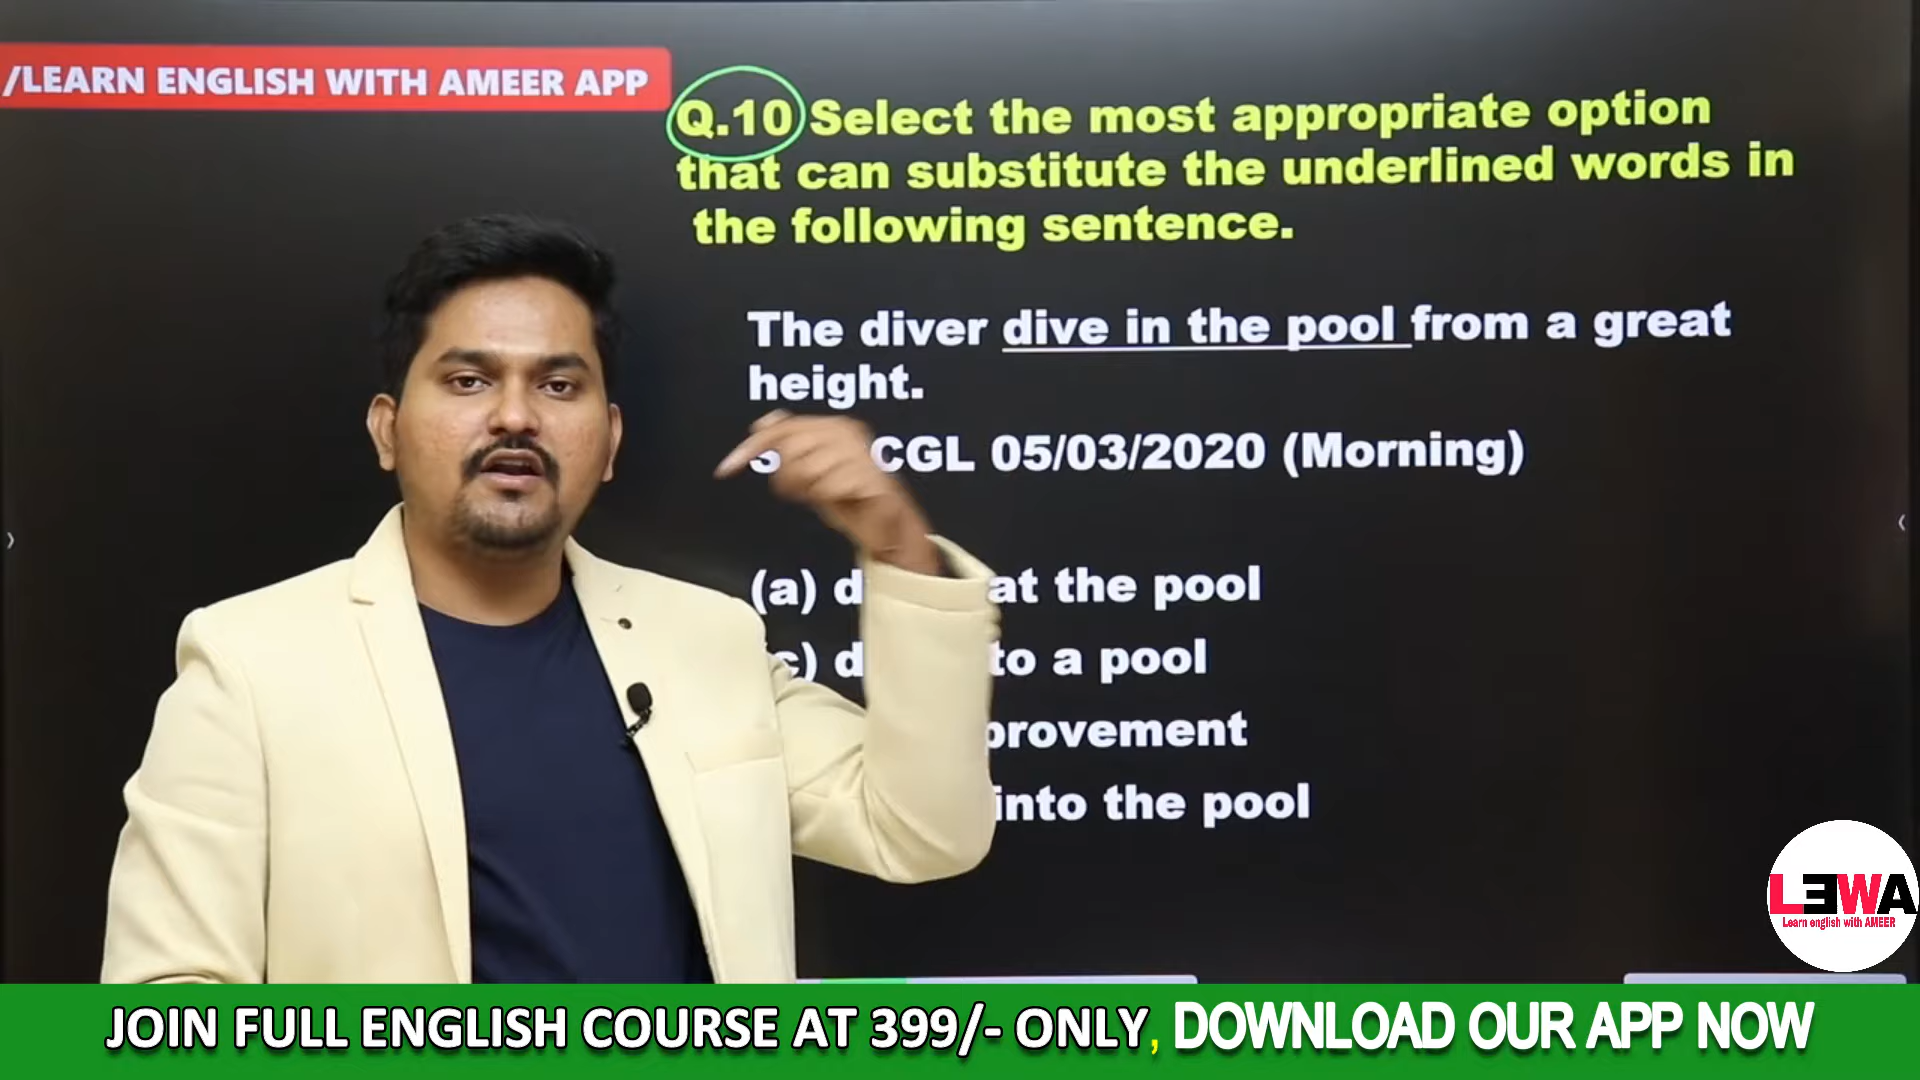 /LEARN ENGLISH WITH AMEER APP
Q.10 Select the most appropriate option
that can substitute the underlined words in
the following sentence.
The diver dive in the pool from a great
height.
CGL 05/03/2020 (Morning)
(a) at the pool
to a pool
into the pool
LEWA
Learn english with AMEER
JOIN FULL ENGLISH COURSE AT 399/- ONLY, DOWNLOAD OUR APP NOW